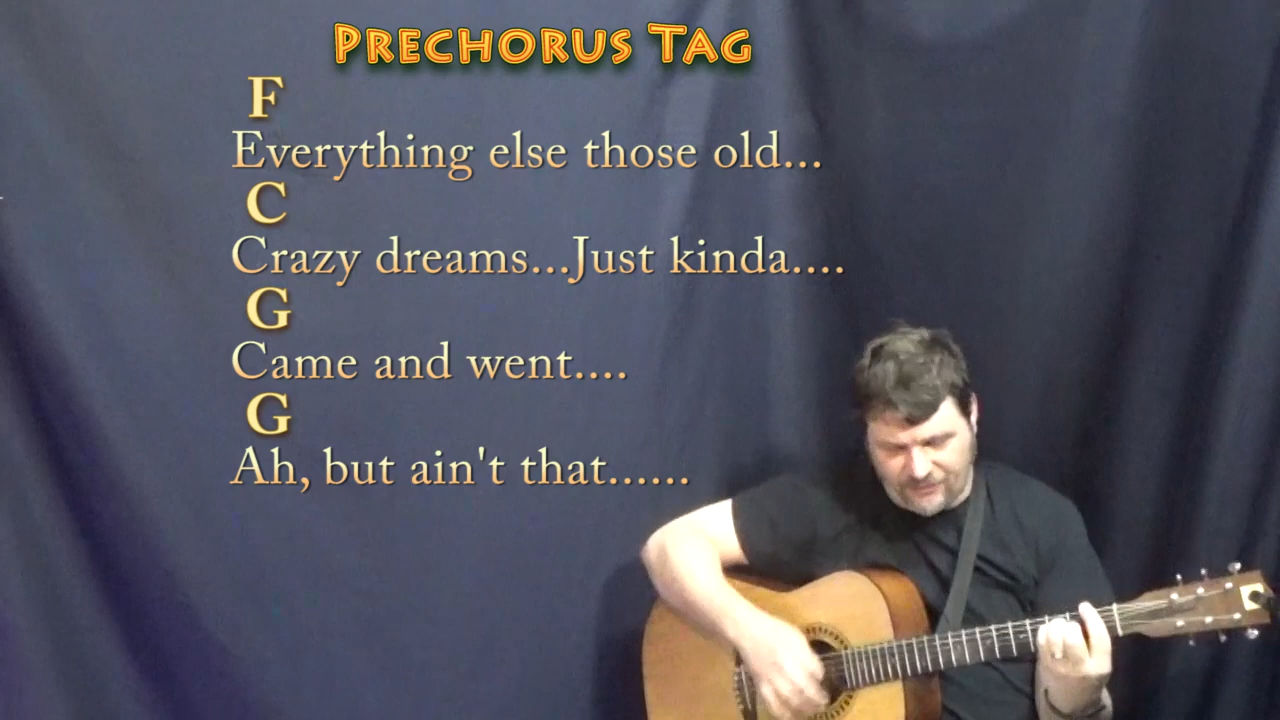 Prechorus Tag
F
Everything else those old...
C
Crazy dreams...Just kinda....
G
Came and went....
G
Ah, but ain't that......